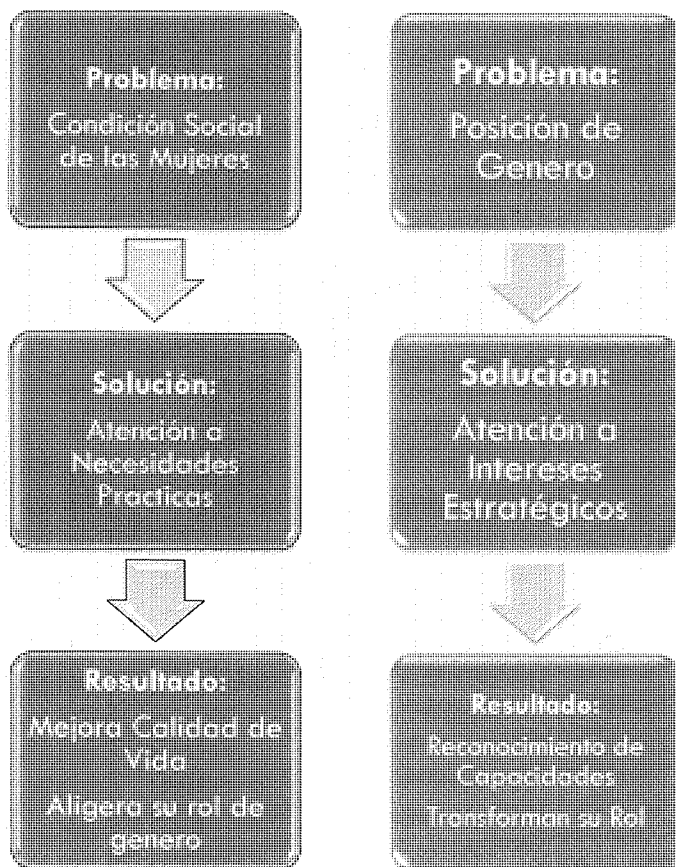 Problema:
Condición Social
de las Mujeres
Solución:
Atención a
Necesidades
Practicas
Resultado:
Mejora Calidad de
Vida
Aligera su rol de
genero
Problema:
Posición de
Genero
Solución:
Atención a
Intereses
Estratégicos
Resultado:
Reconocimiento de
Capacidades
Transforman su Rol